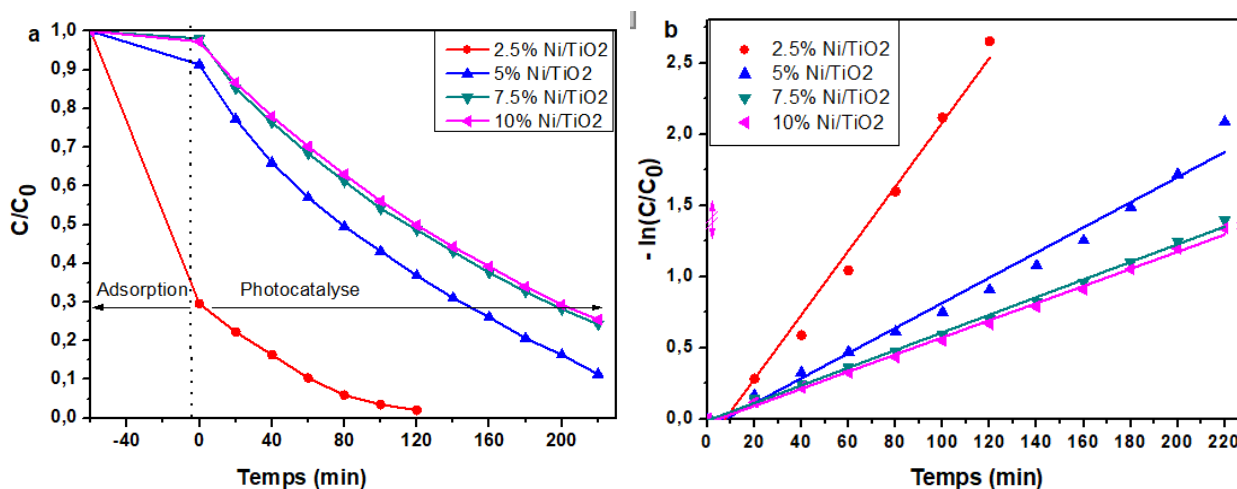 a
2.5% Ni/TiO2
5% Ni/TiO2
7.5% Ni/TiO2
10% Ni/TiO2
1,0
0,9
0,8
0,7
0,6
0,5
0,4
0,3
0,2
0,1
0,0
C/C0
Adsorption
Photocatalyse
-40
0
40
80
120
160
200
Temps (min)
b
2.5% Ni/TiO2
5% Ni/TiO2
7.5% Ni/TiO2
10% Ni/TiO2
2.5
2.0
1.5
1.0
0.5
0,0
- ln(C/C0)
0
20
40
60
80
100
120
140
160
180
200
220
Temps (min)